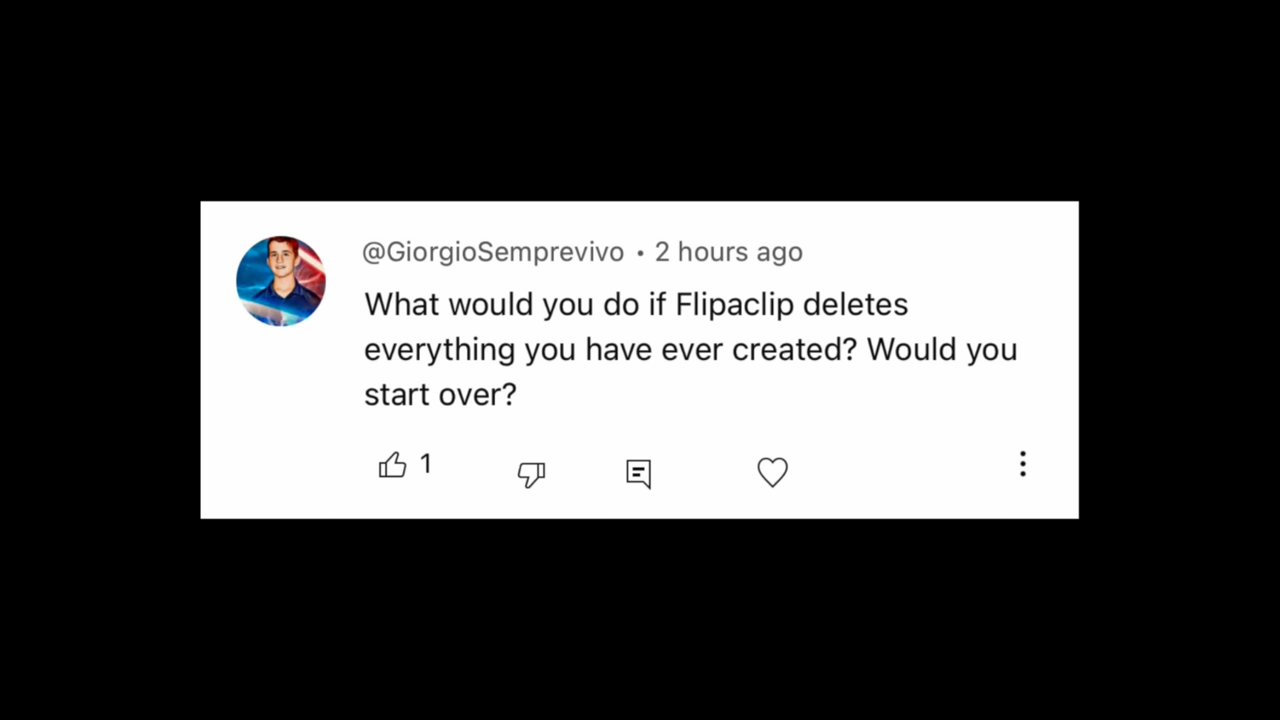 @GiorgioSemprevivo • 2 hours ago
What would you do if Flipaclip deletes
everything you have ever created? Would you
start over?
1